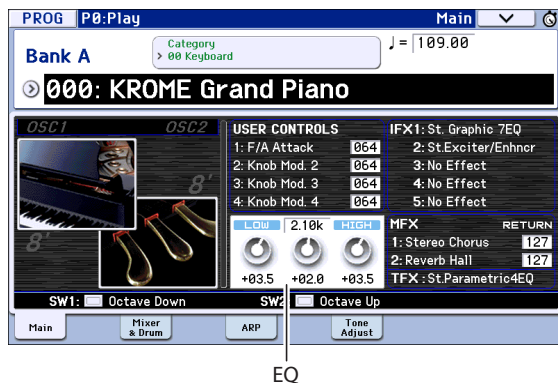 PROG P0:Play Main
Bank A
Category
00 Keyboard
♩= 109.00
000: KROME Grand Piano
OSC1 OSC2
8'
8'
USER CONTROLS
1: F/A Attack 064
2: Knob Mod. 2 064
3: Knob Mod. 3 064
4: Knob Mod. 4 064
IFX1: St. Graphic 7EQ
2: St.Exciter/Enhncr
3: No Effect
4: No Effect
5: No Effect
LOW 2.10k HIGH
+03.5 +02.0 +03.5
MFX RETURN
1: Stereo Chorus 127
2: Reverb Hall 127
TFX :St.Parametric4EQ
SW1: Octave Down SW2: Octave Up
Main
Mixer
& Drum
ARP
Tone
Adjust
EQ